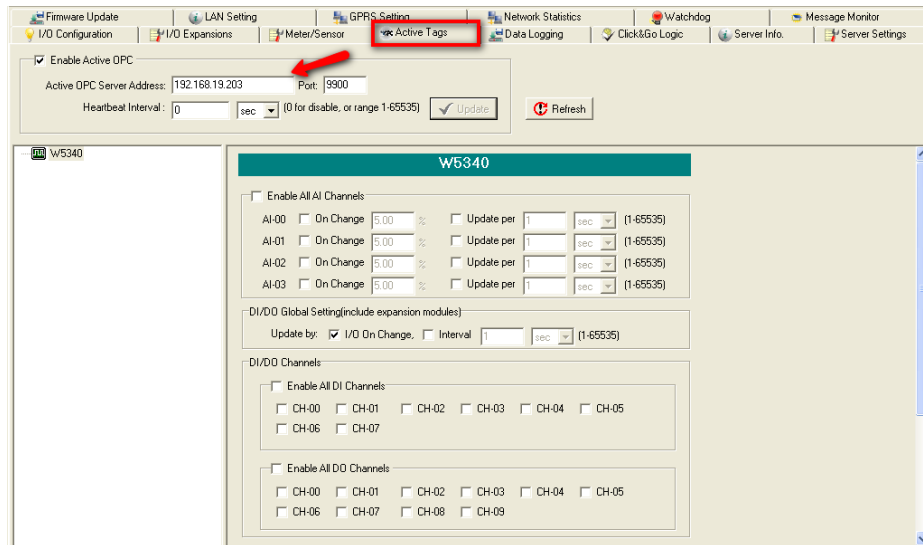 Firmware Update LAN Setting GPRS Setting Network Statistics Watchdog Message Monitor
I/O Configuration I/O Expansions Meter/Sensor Active Tags Data Logging Click&Go Logic Server Info. Server Settings
Enable Active OPC
Active OPC Server Address: 192.168.19.203 Port: 9900
Heartbeat Interval : 0 sec (0 for disable, or range 1-65535) Update Refresh
W5340
W5340
Enable All AI Channels
AI-00 On Change 5.00 % Update per 1 sec (1-65535)
AI-01 On Change 5.00 % Update per 1 sec (1-65535)
AI-02 On Change 5.00 % Update per 1 sec (1-65535)
AI-03 On Change 5.00 % Update per 1 sec (1-65535)
DI/DO Global Setting(include expansion modules)
Update by: I/O On Change, Interval 1 sec (1-65535)
DI/DO Channels
Enable All DI Channels
CH-00 CH-01 CH-02 CH-03 CH-04 CH-05
CH-06 CH-07
Enable All DO Channels
CH-00 CH-01 CH-02 CH-03 CH-04 CH-05
CH-06 CH-07 CH-08 CH-09